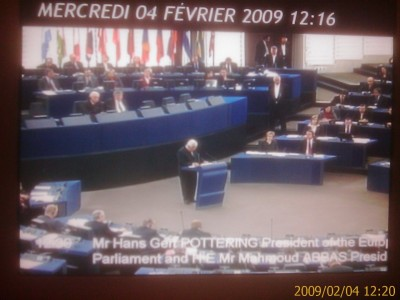 MERCREDI 04 FÉVRIER 2009 12:16
Mr Hans Gert POTTERING President of the Europ
Parliament and H E Mr Mahmoud ABBAS Presid
2009/02/04 12:20